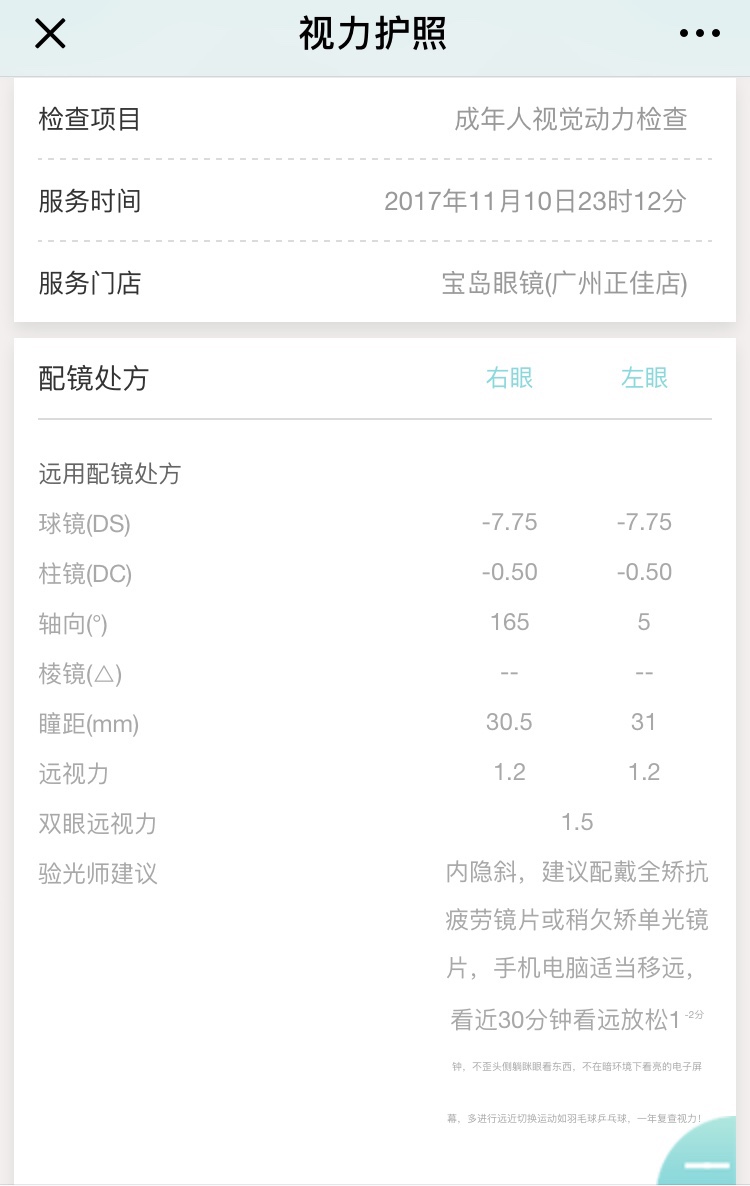 视力护照
检查项目 成年人视觉动力检查
服务时间 2017年11月10日23时12分
服务门店 宝岛眼镜(广州正佳店)
配镜处方 右眼 左眼
远用配镜处方
球镜(DS) -7.75 -7.75
柱镜(DC) -0.50 -0.50
轴向(°) 165 5
棱镜(△) -- --
瞳距(mm) 30.5 31
远视力 1.2 1.2
双眼远视力 1.5
验光师建议 内隐斜，建议配戴全矫抗
疲劳镜片或稍欠矫单光镜
片，手机电脑适当移远，
看近30分钟看远放松1-2分
钟，不歪头侧躺眯眼看东西，不在暗环境下看亮的电子屏
幕，多进行远近切换运动如羽毛球乒乓球，一年复查视力！